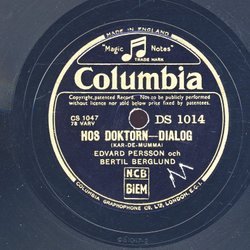 MADE IN ENGLAND
"Magic Notes"
TRADE MARK
Columbia
Copyright, patented Record. Not to be publicly performed
without licence nor sold below price fixed by patentees.
CS 1047
78 VARV
DS 1014
HOS DOKTORN—DIALOG
(KAR-DE-MUMMA)
EDVARD PERSSON och
BERTIL BERGLUND
NCB
BIEM
COLUMBIA GRAPHOPHONE CO. LTD. LONDON, E.C.1.